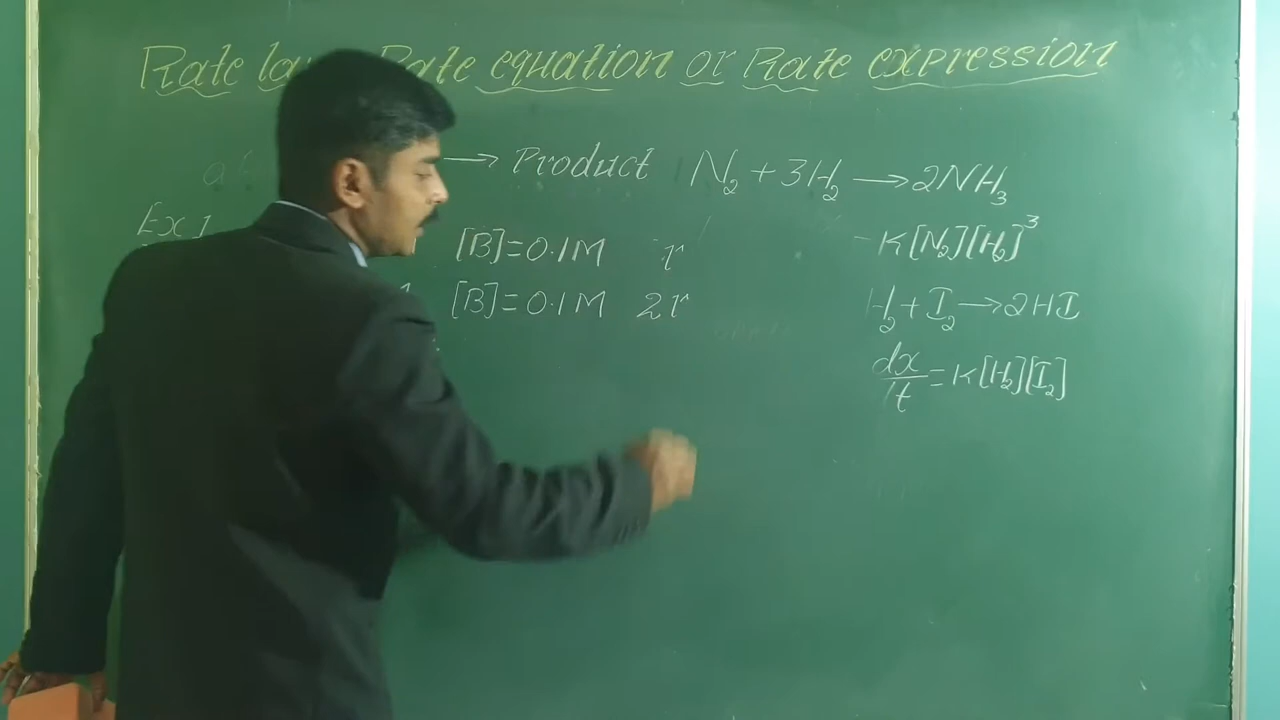 Rate la Rate equation or Rate expression
→ Product N₂ + 3H₂ → 2NH₃
Ex 1 [B]=0.1M r K[N₂][H₂]³
[B]=0.1M 2r H₂ + I₂ → 2HI
dx/dt = K[H₂][I₂]